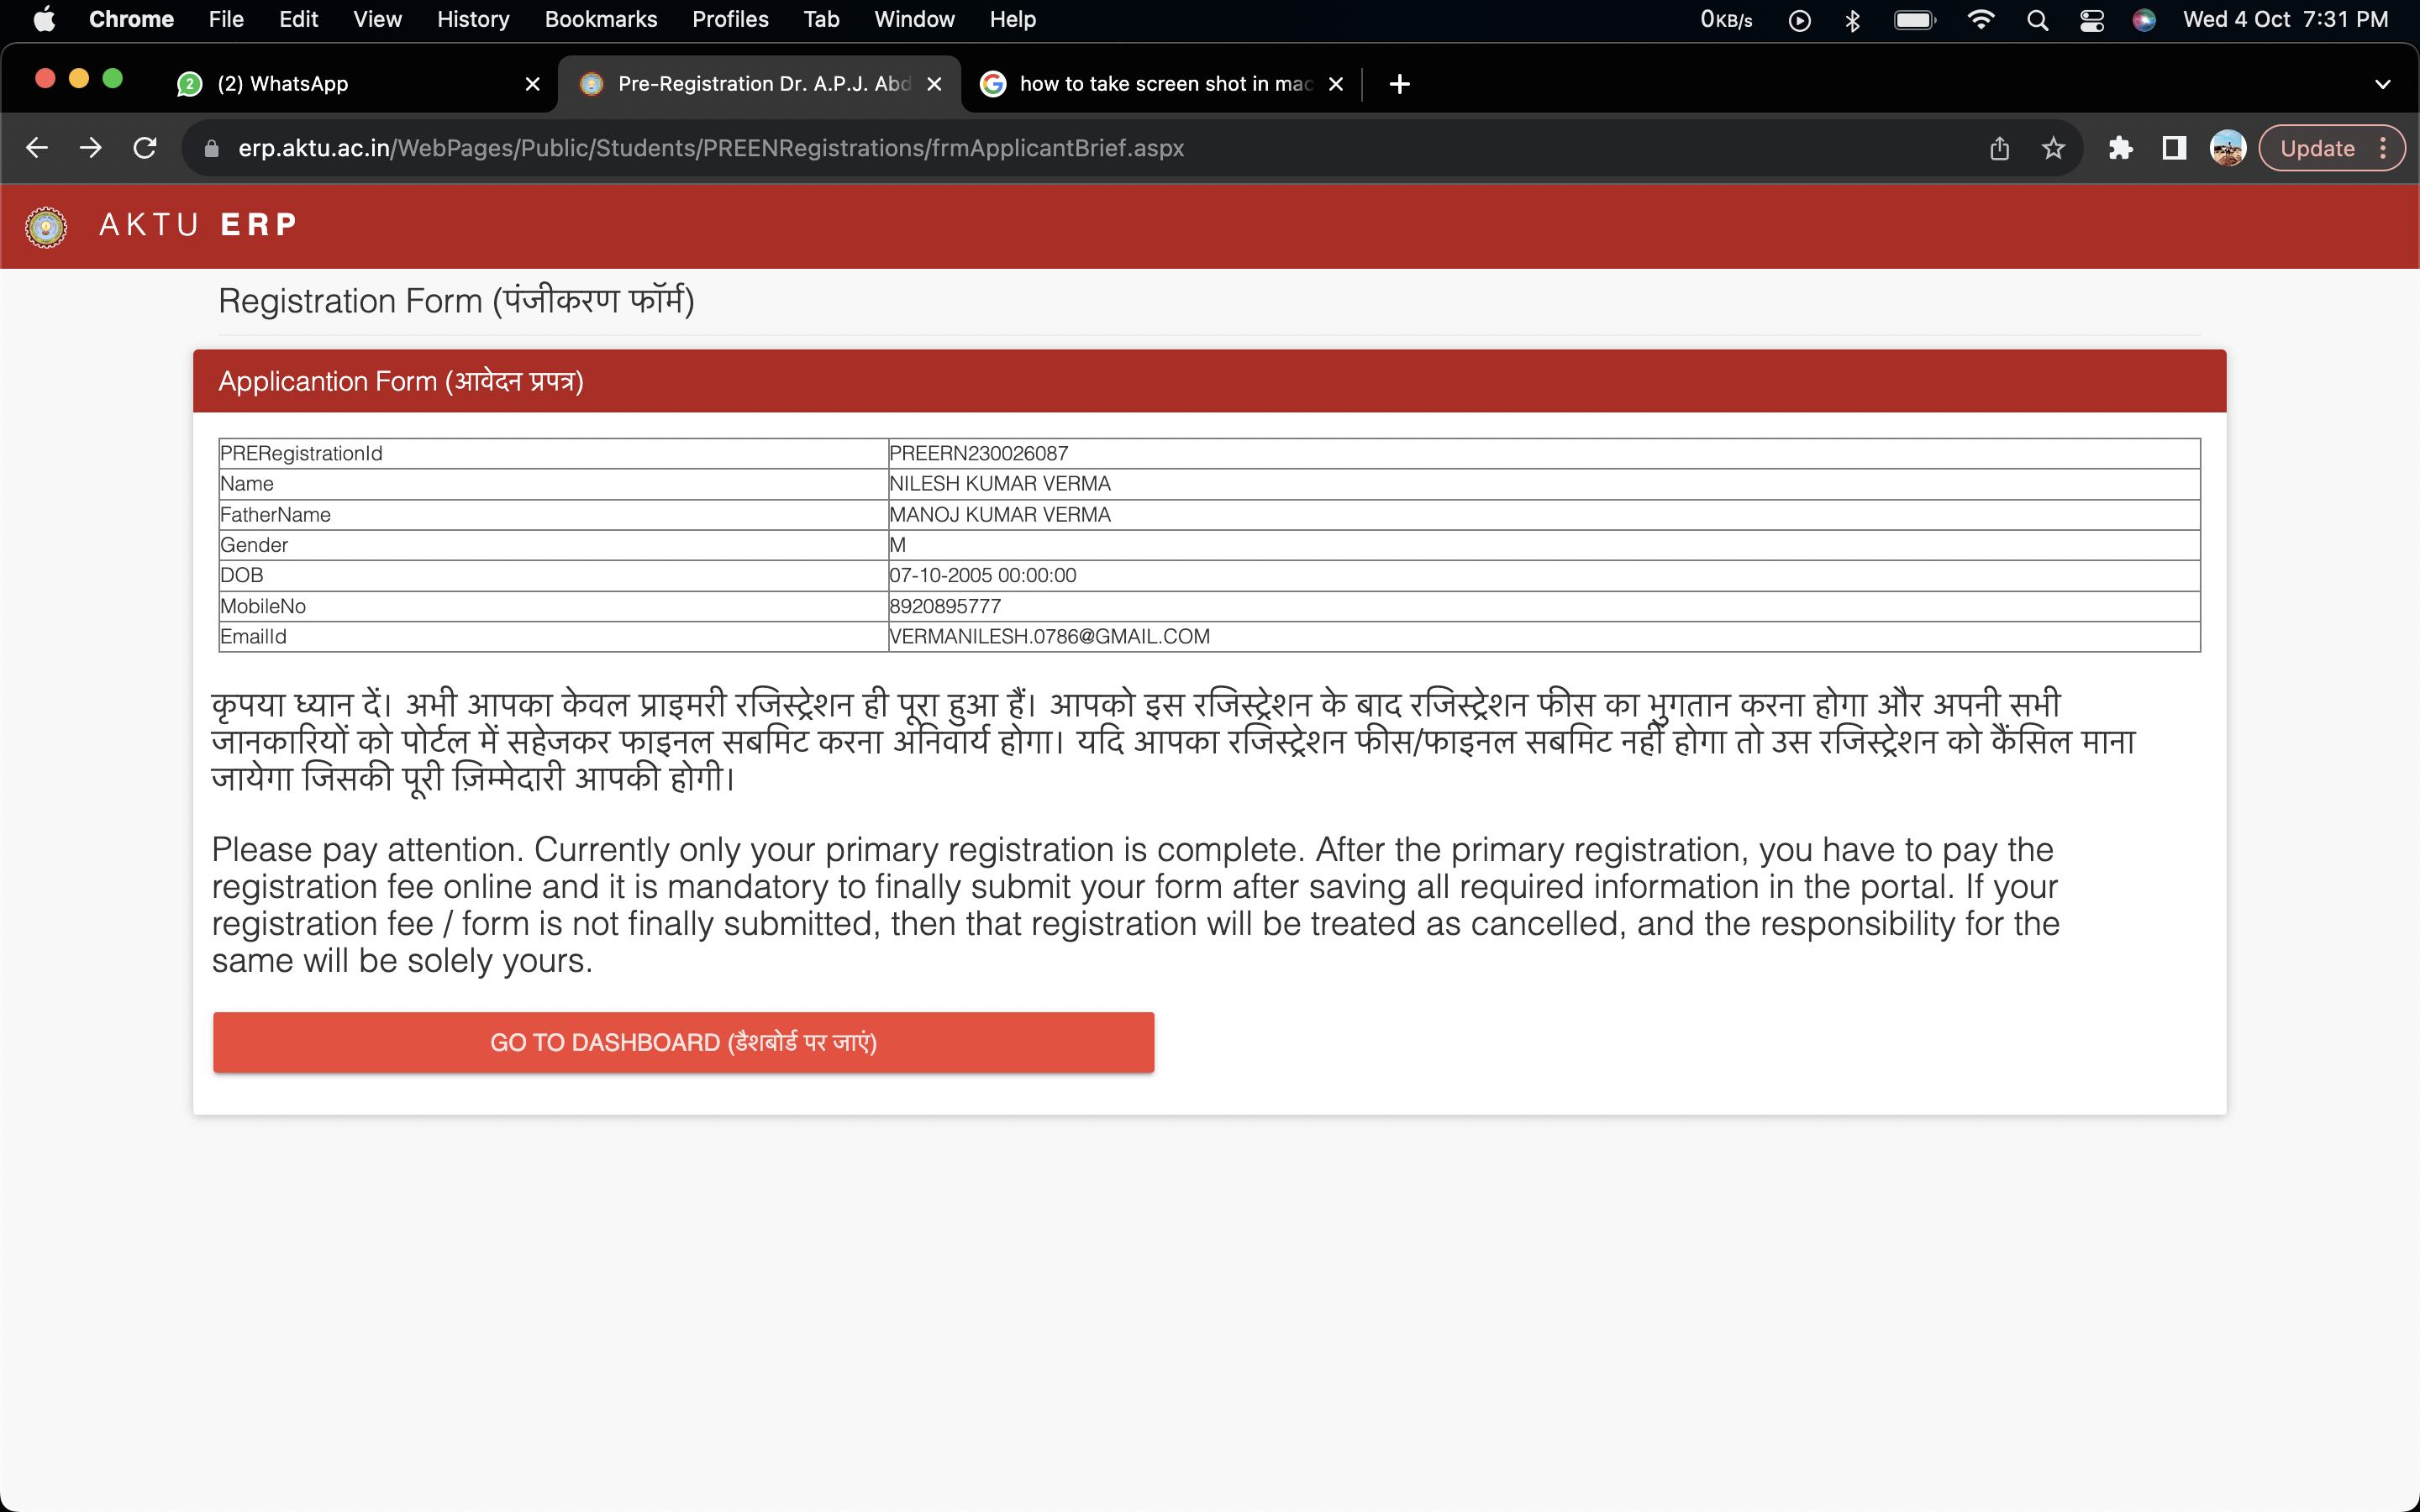 Chrome File Edit View History Bookmarks Profiles Tab Window Help 0KB/s Wed 4 Oct 7:31 PM
2 (2) WhatsApp Pre-Registration Dr. A.P.J. Abd how to take screen shot in mac
erp.aktu.ac.in/WebPages/Public/Students/PREENRegistrations/frmApplicantBrief.aspx Update
AKTU ERP
Registration Form (पंजीकरण फॉर्म)
Applicantion Form (आवेदन प्रपत्र)
PRERegistrationId PREERN230026087
Name NILESH KUMAR VERMA
FatherName MANOJ KUMAR VERMA
Gender M
DOB 07-10-2005 00:00:00
MobileNo 8920895777
EmailId VERMANILESH.0786@GMAIL.COM
कृपया ध्यान दें। अभी आपका केवल प्राइमरी रजिस्ट्रेशन ही पूरा हुआ हैं। आपको इस रजिस्ट्रेशन के बाद रजिस्ट्रेशन फीस का भुगतान करना होगा और अपनी सभी
जानकारियों को पोर्टल में सहेजकर फाइनल सबमिट करना अनिवार्य होगा। यदि आपका रजिस्ट्रेशन फीस/फाइनल सबमिट नहीं होगा तो उस रजिस्ट्रेशन को कैंसिल माना
जायेगा जिसकी पूरी ज़िम्मेदारी आपकी होगी।
Please pay attention. Currently only your primary registration is complete. After the primary registration, you have to pay the
registration fee online and it is mandatory to finally submit your form after saving all required information in the portal. If your
registration fee / form is not finally submitted, then that registration will be treated as cancelled, and the responsibility for the
same will be solely yours.
GO TO DASHBOARD (डैशबोर्ड पर जाएं)